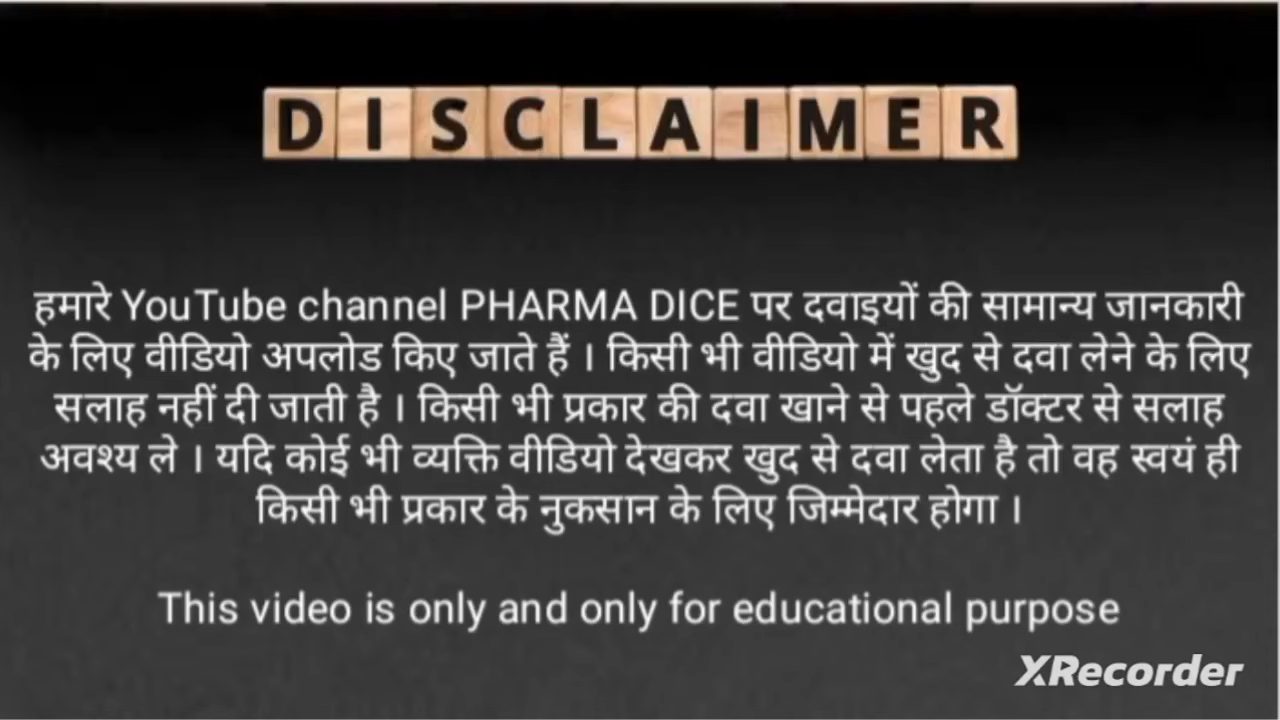 DISCLAIMER
हमारे YouTube channel PHARMA DICE पर दवाइयों की सामान्य जानकारी
के लिए वीडियो अपलोड किए जाते हैं । किसी भी वीडियो में खुद से दवा लेने के लिए
सलाह नहीं दी जाती है । किसी भी प्रकार की दवा खाने से पहले डॉक्टर से सलाह
अवश्य ले । यदि कोई भी व्यक्ति वीडियो देखकर खुद से दवा लेता है तो वह स्वयं ही
किसी भी प्रकार के नुकसान के लिए जिम्मेदार होगा ।
This video is only and only for educational purpose
XRecorder